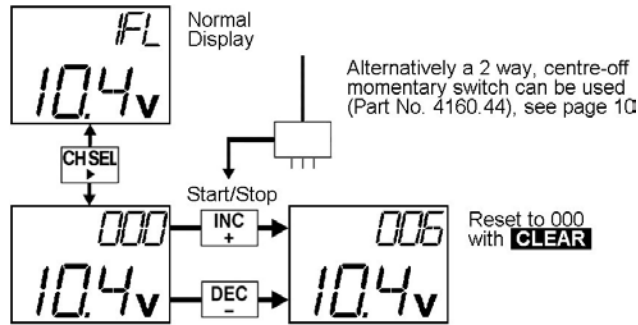 1FL
10.4v
Normal
Display
Alternatively a 2 way, centre-off
momentary switch can be used
(Part No. 4160.44), see page 10
CH SEL
Start/Stop
000
10.4v
INC
+
DEC
–
006
10.4v
Reset to 000
with CLEAR